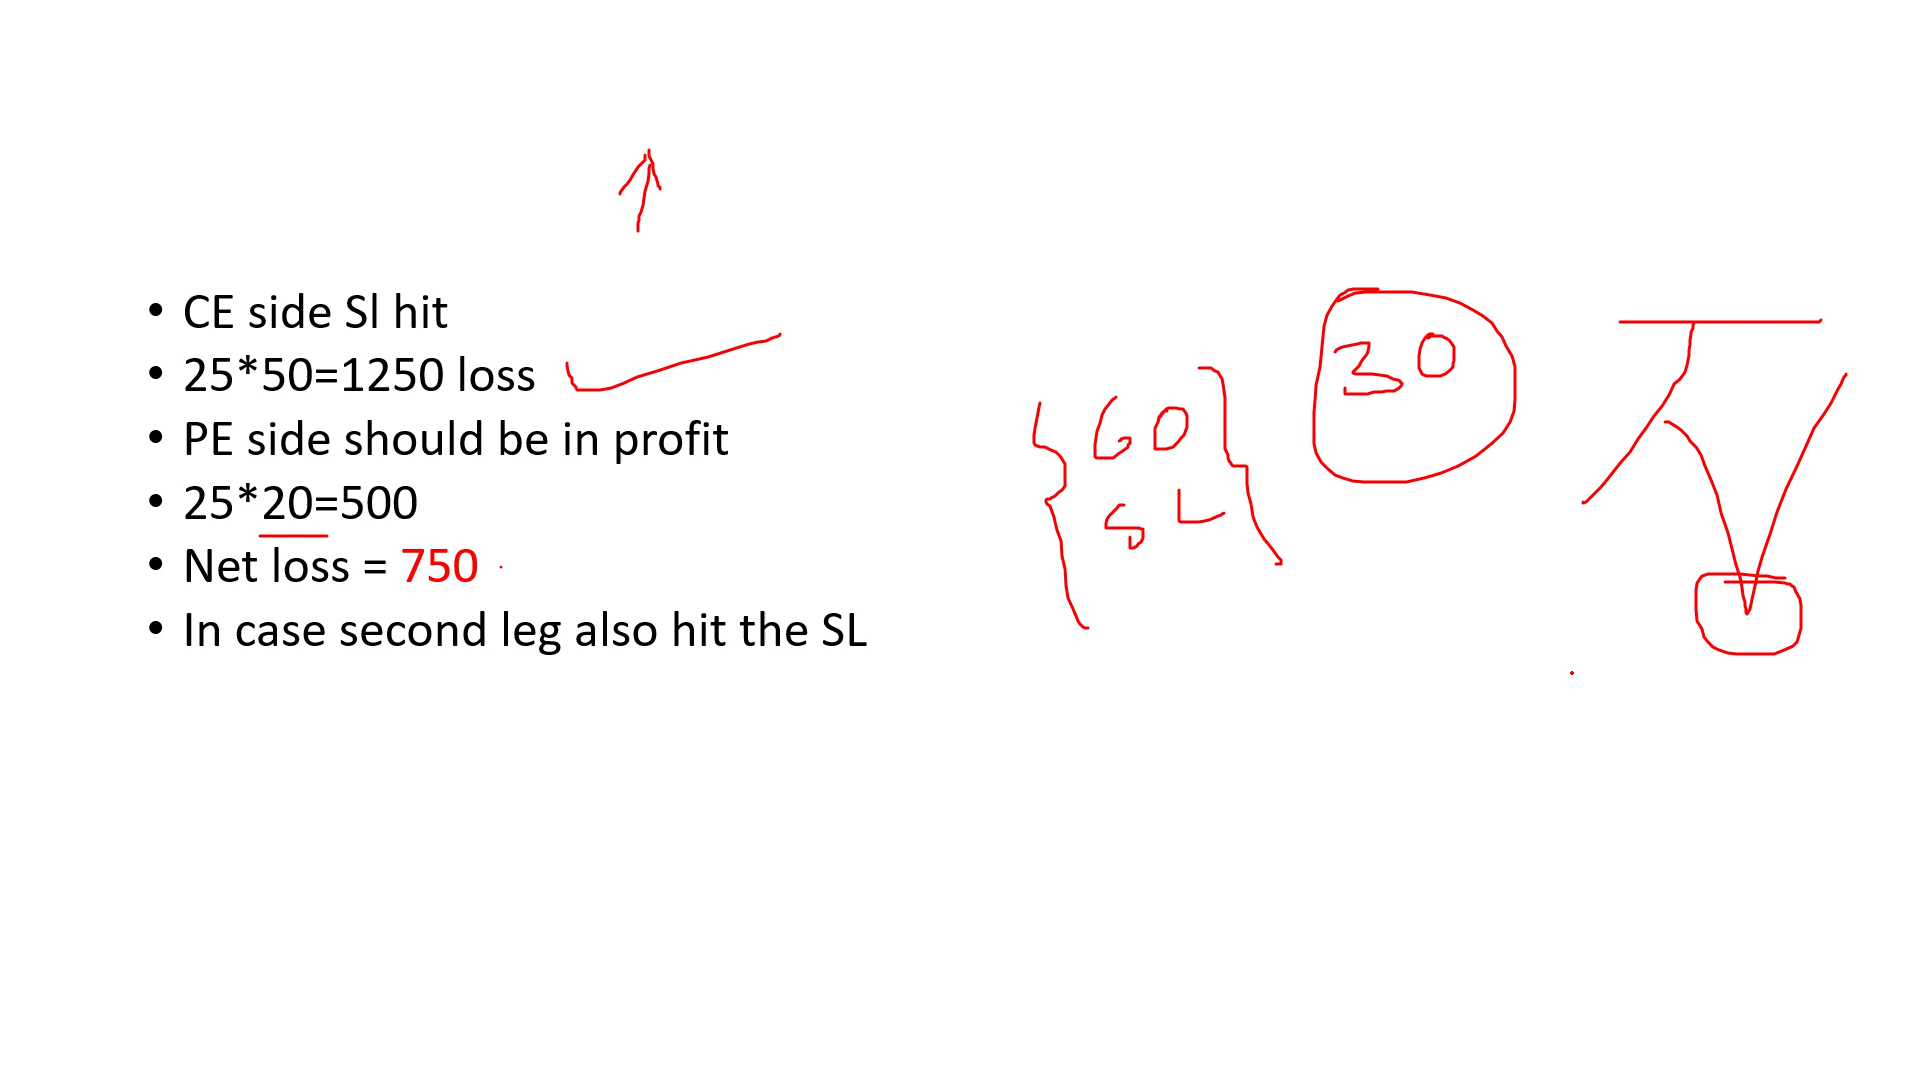 • CE side Sl hit
• 25*50=1250 loss
• PE side should be in profit
• 25*20=500
• Net loss = 750
• In case second leg also hit the SL
60
SL
30